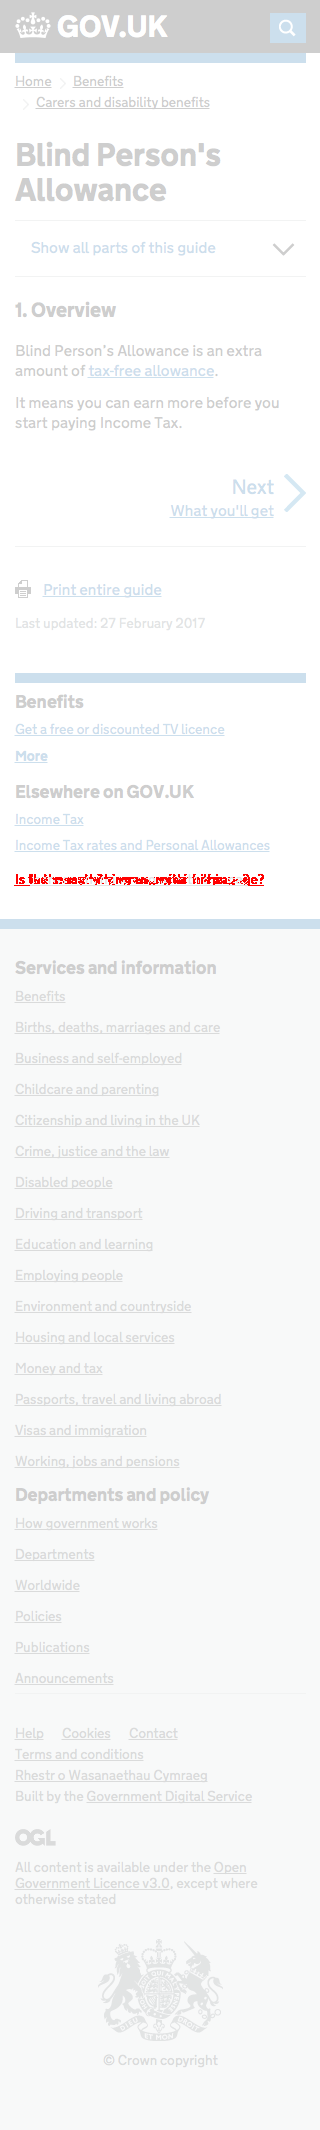 GOV.UK
Home Benefits
Carers and disability benefits
Blind Person's
Allowance
Show all parts of this guide
1. Overview
Blind Person's Allowance is an extra
amount of tax-free allowance.
It means you can earn more before you
start paying Income Tax.
Next
What you'll get
Print entire guide
Last updated: 27 February 2017
Benefits
Get a free or discounted TV licence
More
Elsewhere on GOV.UK
Income Tax
Income Tax rates and Personal Allowances
Services and information
Benefits
Births, deaths, marriages and care
Business and self-employed
Childcare and parenting
Citizenship and living in the UK
Crime, justice and the law
Disabled people
Driving and transport
Education and learning
Employing people
Environment and countryside
Housing and local services
Money and tax
Passports, travel and living abroad
Visas and immigration
Working, jobs and pensions
Departments and policy
How government works
Departments
Worldwide
Policies
Publications
Announcements
Help Cookies Contact
Terms and conditions
Rhestr o Wasanaethau Cymraeg
Built by the Government Digital Service
OGL
All content is available under the Open
Government Licence v3.0, except where
otherwise stated
© Crown copyright